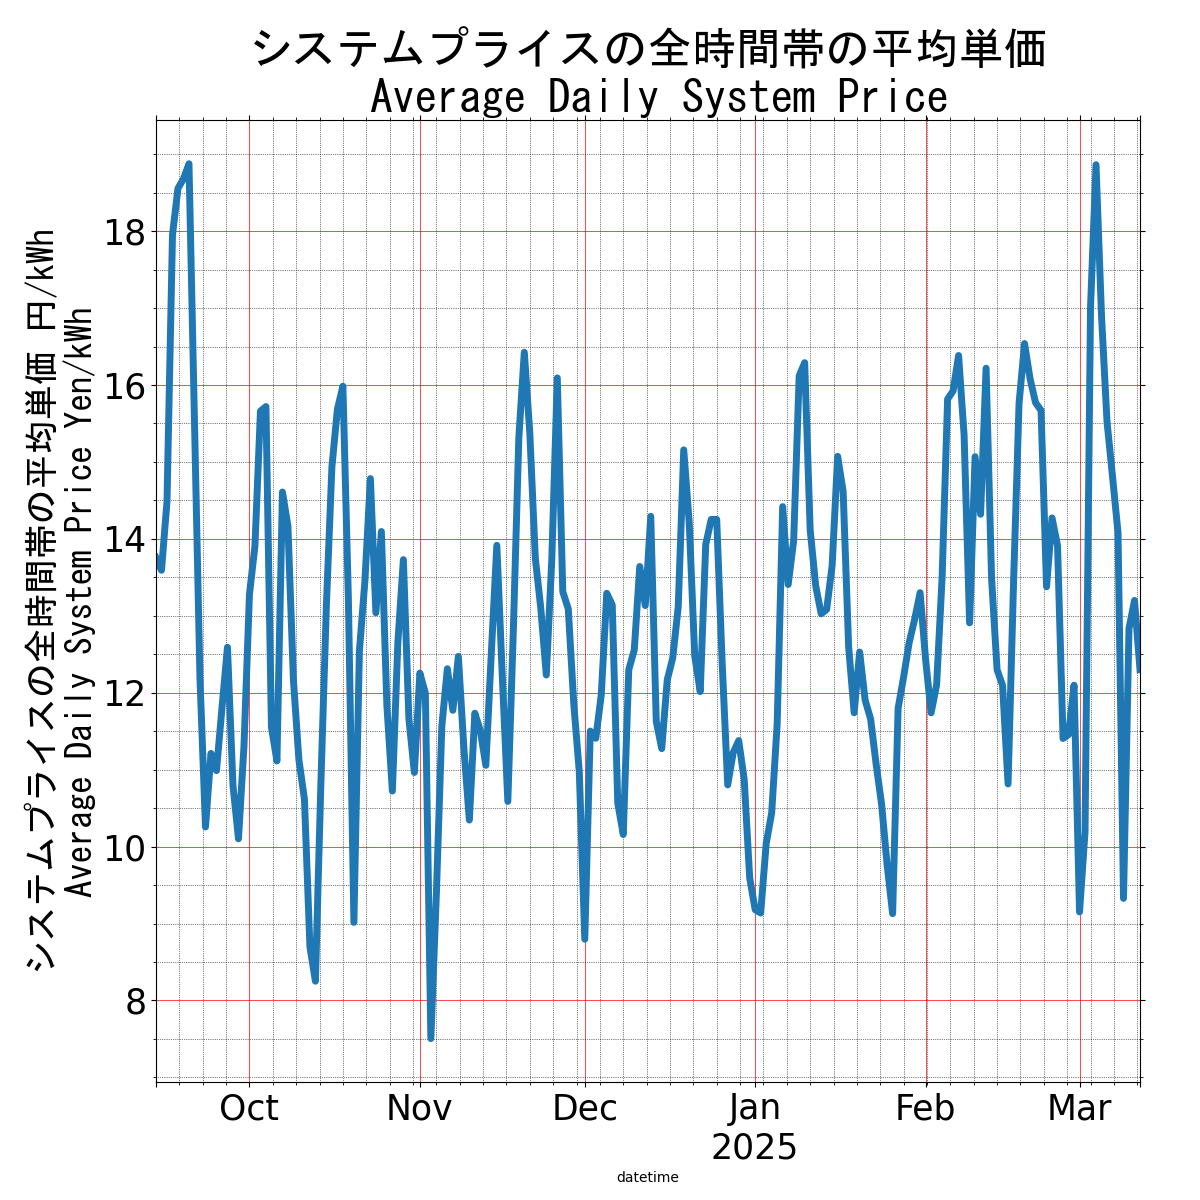 システムプライスの全時間帯の平均単価
Average Daily System Price
システムプライスの全時間帯の平均単価 円/kWh
Average Daily System Price Yen/kWh
18
16
14
12
10
8
Oct
Nov
Dec
Jan
2025
Feb
Mar
datetime